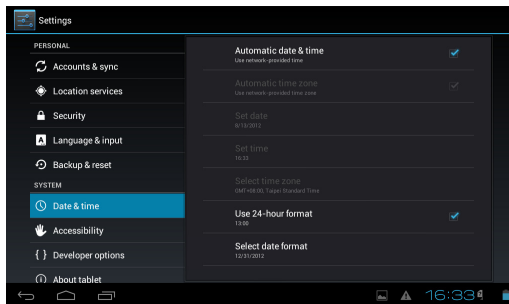 Settings
PERSONAL
Accounts & sync
Location services
Security
A Language & input
Backup & reset
SYSTEM
Date & time
Accessibility
{ } Developer options
About tablet
Automatic date & time
Use network-provided time
Automatic time zone
Use network-provided time zone
Set date
8/13/2012
Set time
16:33
Select time zone
GMT+08:00, Taipei Standard Time
Use 24-hour format
13:00
Select date format
12/31/2012
16:33